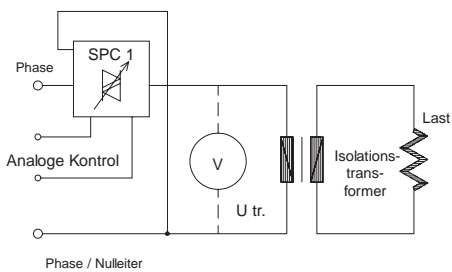 SPC 1
Phase
Analoge Kontrol
V
U tr.
Isolations-
trans-
former
Last
Phase / Nulleiter